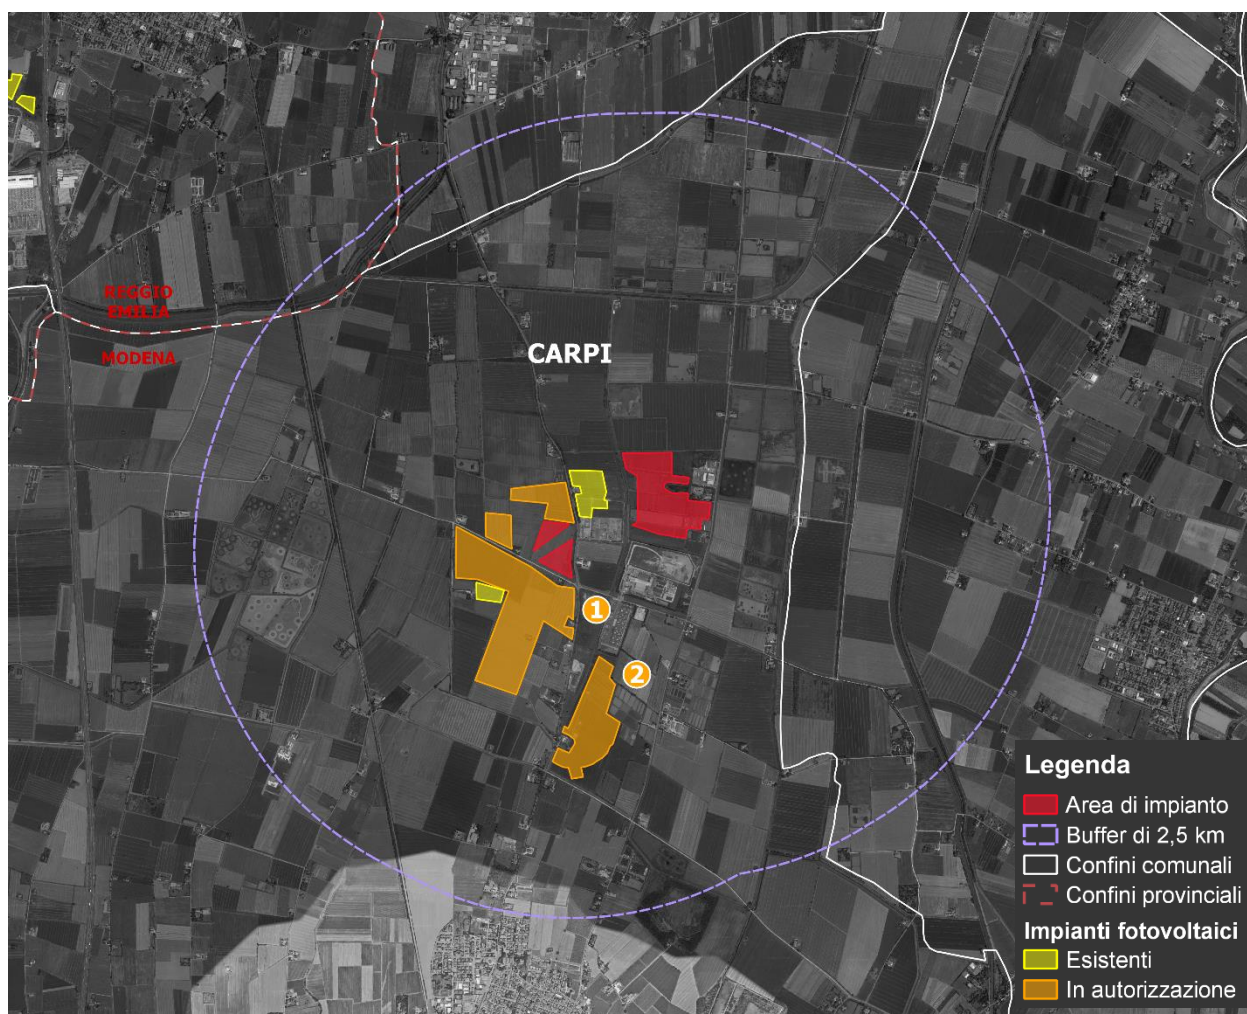 REGGIO
EMILIA
MODENA
CARPI
1
2
Legenda
Area di impianto
Buffer di 2,5 km
Confini comunali
Confini provinciali
Impianti fotovoltaici
Esistenti
In autorizzazione